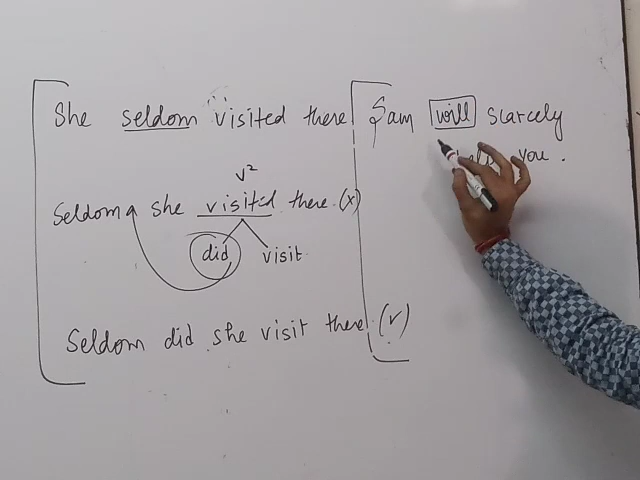 She seldom visited there
V²
Seldom she visited there. (x)
did visit
Seldom did she visit there (✓)
Sam will scarcely
you.